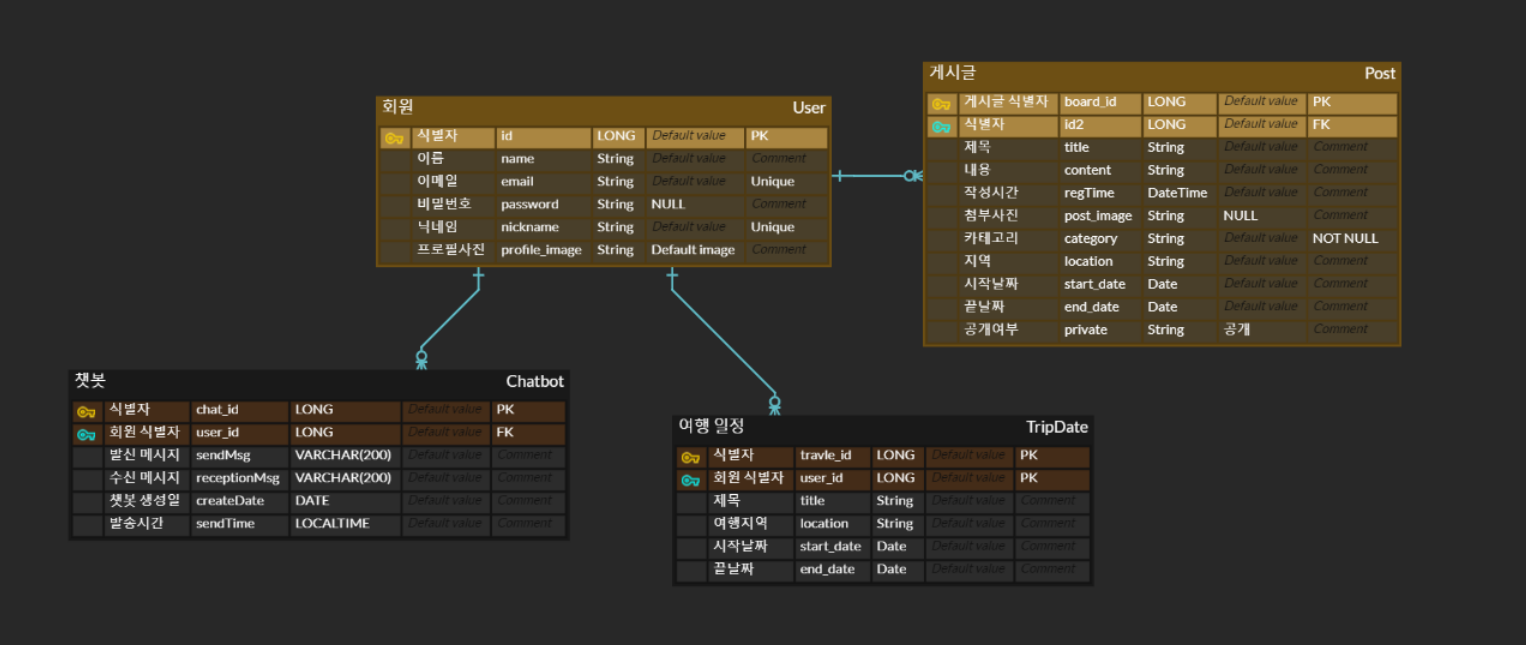 회원 User
식별자 id LONG Default value PK
이름 name String Default value Comment
이메일 email String Default value Unique
비밀번호 password String NULL Comment
닉네임 nickname String Default value Unique
프로필사진 profile_image String Default image Comment
게시글 Post
게시글 식별자 board_id LONG Default value PK
식별자 id2 LONG Default value FK
제목 title String Default value Comment
내용 content String Default value Comment
작성시간 regTime DateTime Default value Comment
첨부사진 post_image String NULL Comment
카테고리 category String Default value NOT NULL
지역 location String Default value Comment
시작날짜 start_date Date Default value Comment
끝날짜 end_date Date Default value Comment
공개여부 private String 공개 Comment
챗봇 Chatbot
식별자 chat_id LONG Default value PK
회원 식별자 user_id LONG Default value FK
발신 메시지 sendMsg VARCHAR(200) Default value Comment
수신 메시지 receptionMsg VARCHAR(200) Default value Comment
챗봇 생성일 createDate DATE Default value Comment
발송시간 sendTime LOCALTIME Default value Comment
여행 일정 TripDate
식별자 travle_id LONG Default value PK
회원 식별자 user_id LONG Default value PK
제목 title String Default value Comment
여행지역 location String Default value Comment
시작날짜 start_date Date Default value Comment
끝날짜 end_date Date Default value Comment